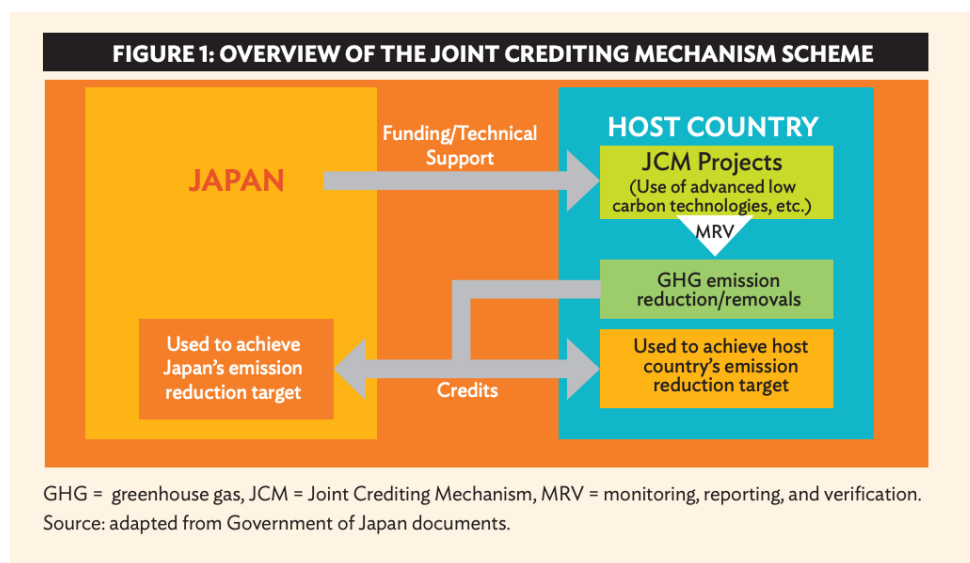 FIGURE 1: OVERVIEW OF THE JOINT CREDITING MECHANISM SCHEME
JAPAN
Funding/Technical
Support
HOST COUNTRY
JCM Projects
(Use of advanced low
carbon technologies, etc.)
MRV
GHG emission
reduction/removals
Used to achieve
Japan's emission
reduction target
Credits
Used to achieve host
country's emission
reduction target
GHG = greenhouse gas, JCM = Joint Crediting Mechanism, MRV = monitoring, reporting, and verification.
Source: adapted from Government of Japan documents.